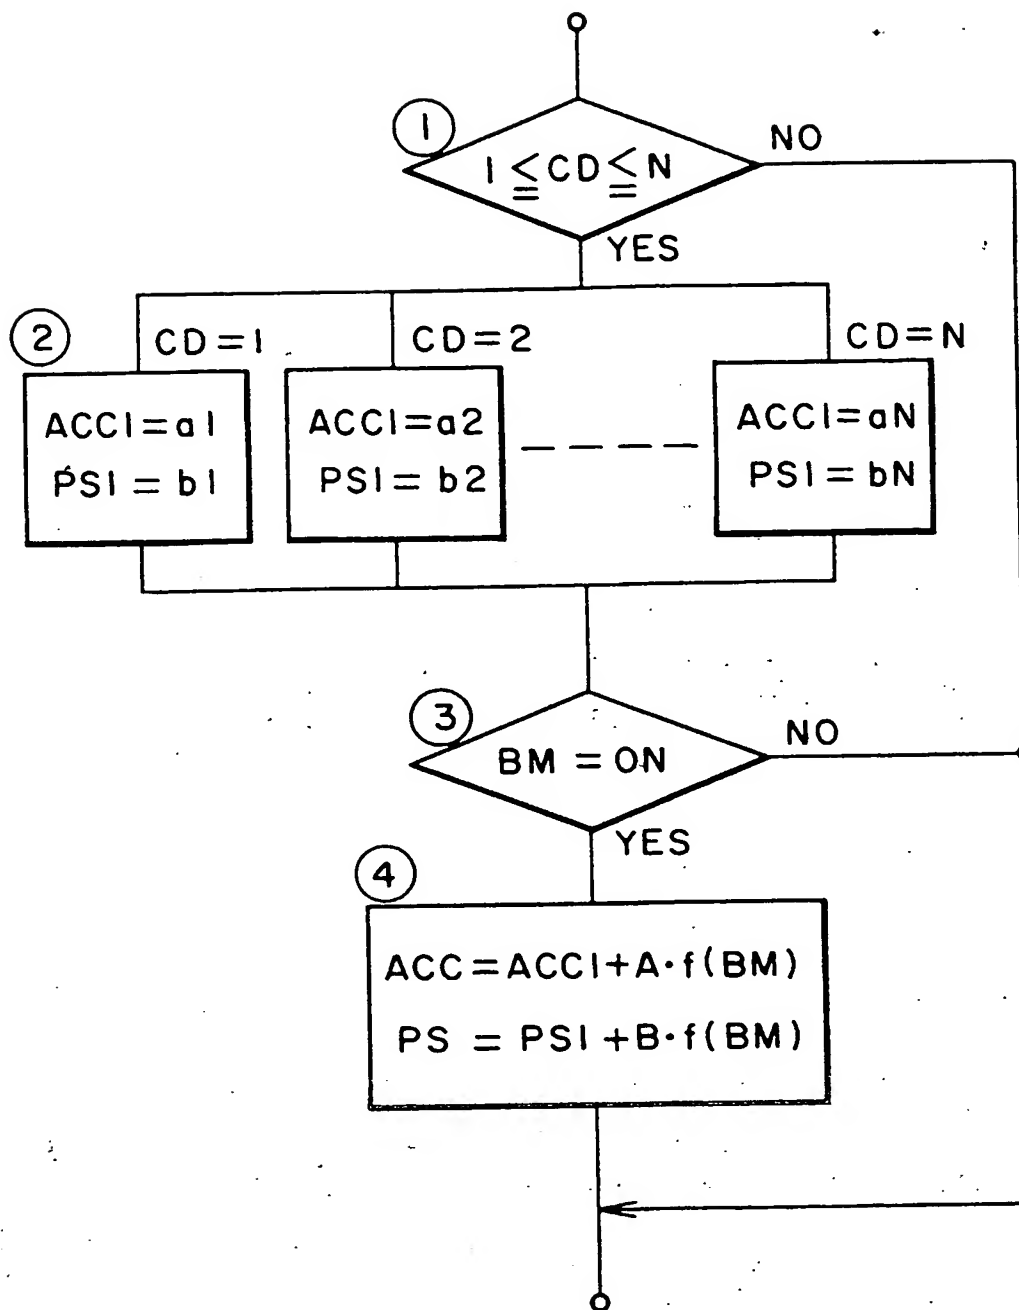 1
NO
1 ≦ CD ≦ N
YES
2
CD=1
CD=2
CD=N
ACC1=a1
PS1=b1
ACC1=a2
PS1=b2
ACC1=aN
PS1=bN
3
NO
BM=ON
YES
4
ACC=ACC1+A·f(BM)
PS=PS1+B·f(BM)